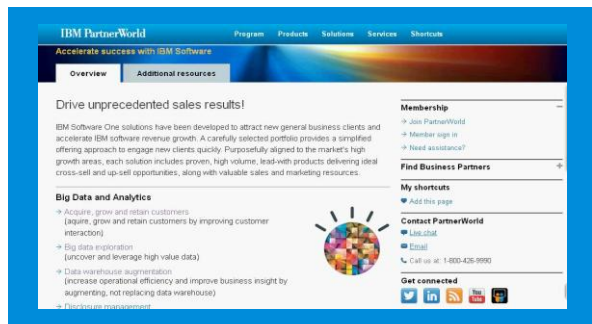 IBM PartnerWorld
Program Products Solutions Services Shortcuts
Accelerate success with IBM Software
Overview Additional resources
Drive unprecedented sales results!
IBM Software One solutions have been developed to attract new general business clients and
accelerate IBM software revenue growth. A carefully selected portfolio provides a simplified
offering approach to engage new clients quickly. Purposefully aligned to the market's high
growth areas, each solution includes proven, high volume, lead-with products delivering ideal
cross-sell and up-sell opportunities, along with valuable sales and marketing resources.
Big Data and Analytics
Acquire, grow and retain customers
(aquire, grow and retain customers by improving customer
interaction)
Big data exploration
(uncover and leverage high value data)
Data warehouse augmentation
(increase operational efficiency and improve business insight by
augmenting, not replacing data warehouse)
Disclosure management
Membership
Join PartnerWorld
Member sign in
Need assistance?
Find Business Partners
My shortcuts
Add this page
Contact PartnerWorld
Live chat
Email
Call us at: 1-800-426-9990
Get connected
You
Tube